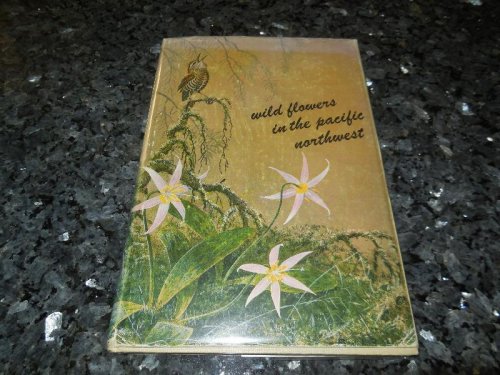 wild flowers
in the pacific
northwest